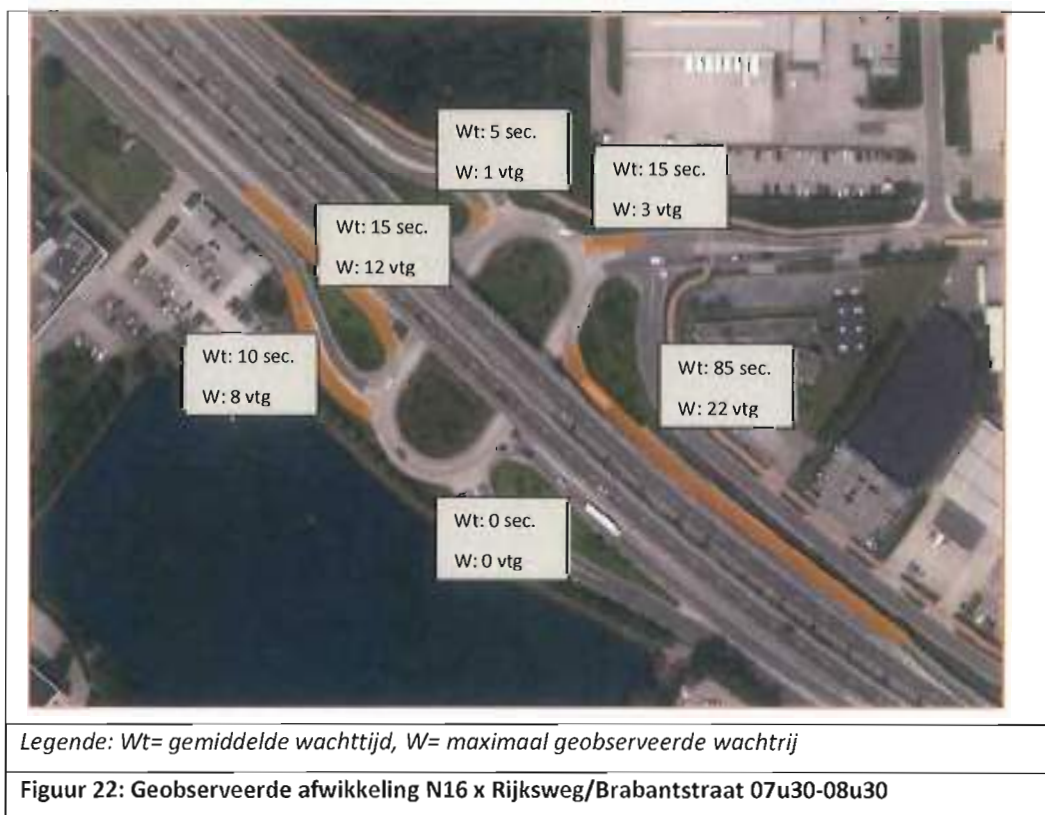 Wt: 5 sec.
W: 1 vtg
Wt: 15 sec.
W: 3 vtg
Wt: 15 sec.
W: 12 vtg
Wt: 10 sec.
W: 8 vtg
Wt: 85 sec.
W: 22 vtg
Wt: 0 sec.
W: 0 vtg
Legende: Wt= gemiddelde wachttijd, W= maximaal geobserveerde wachtrij
Figuur 22: Geobserveerde afwikkeling N16 x Rijksweg/Brabantstraat 07u30-08u30